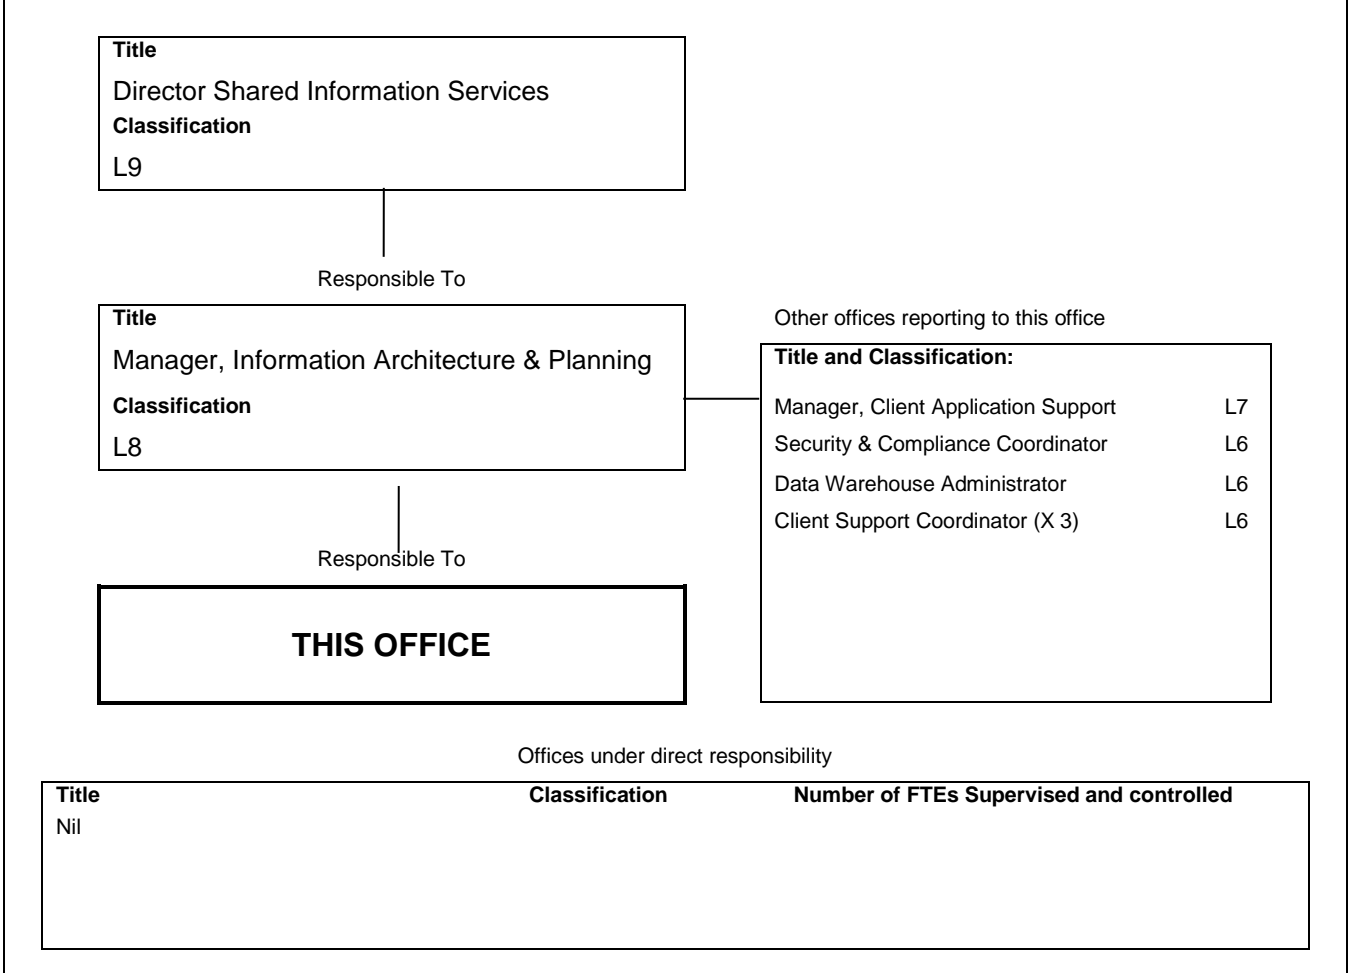 Title
Director Shared Information Services
Classification
L9
Responsible To
Title
Manager, Information Architecture & Planning
Classification
L8
Other offices reporting to this office
Title and Classification:
Manager, Client Application Support L7
Security & Compliance Coordinator L6
Data Warehouse Administrator L6
Client Support Coordinator (X 3) L6
Responsible To
THIS OFFICE
Offices under direct responsibility
Title Classification Number of FTEs Supervised and controlled
Nil